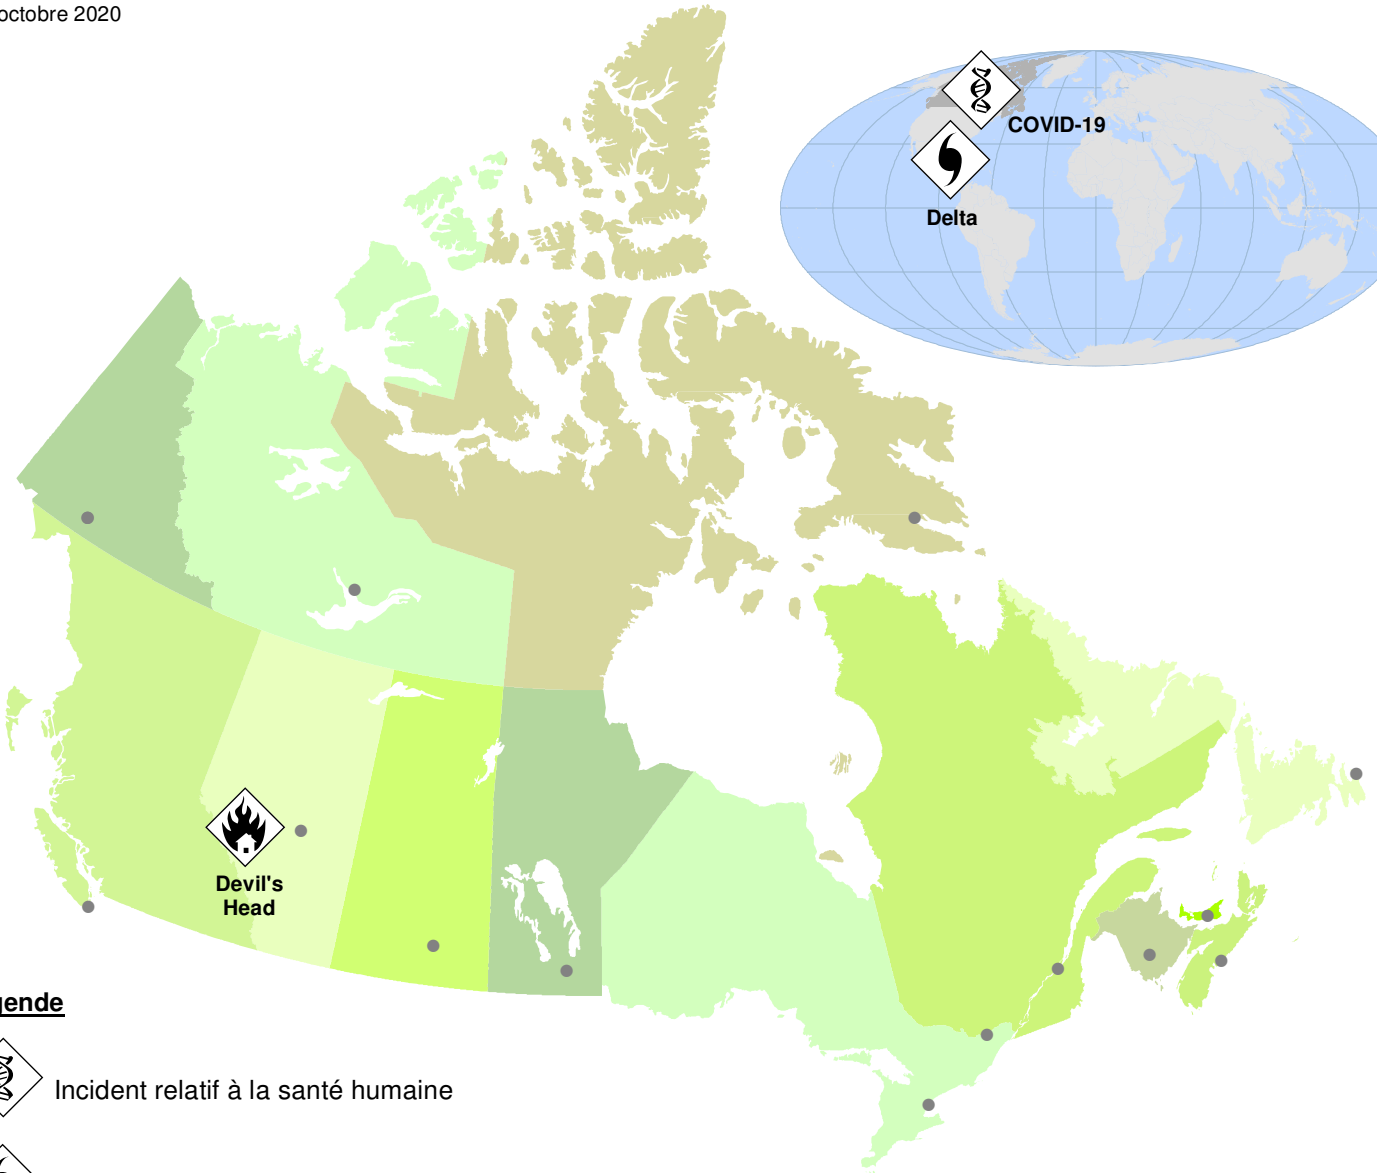 octobre 2020
COVID-19
Delta
Devil's
Head
gende
Incident relatif à la santé humaine